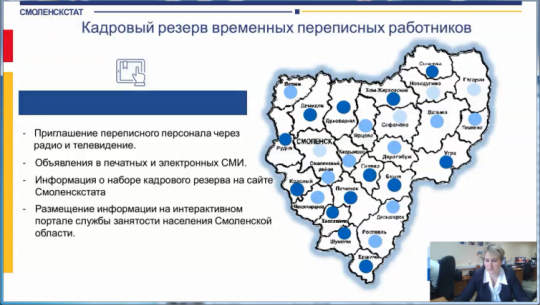 СМОЛЕНСКСТАТ
Кадровый резерв временных переписных работников
- Приглашение переписного персонала через
радио и телевидение.
- Объявления в печатных и электронных СМИ.
- Информация о наборе кадрового резерва на сайте
Смоленскстата
- Размещение информации на интерактивном
портале службы занятости населения Смоленской
области.
Велиж
Демидов
Духовщина
Хом-Жирковский
Сычевка
Новодугино
Гагарин
Рудня
СМОЛЕНСК
Ярцево
Сафоново
Вязьма
Темкино
Смоленский
район
Кардымово
Дорогобуж
Угра
Красный
Глинка
Ельня
Монастырщина
Починок
Хиславичи
Десногорск
Шумячи
Рославль
Ершичи